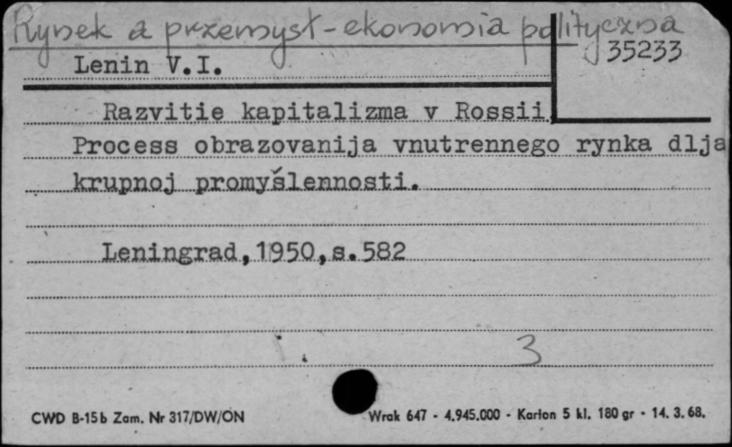 Rynek a przemysł - ekonomia polityczna
35233
Lenin V.I.
Razvitie kapitalizma v Rossii
Process obrazovanija vnutrennego rynka dlja
krupnoj promyšlennosti.
Leningrad,1950,s.582
3
CWD B-15b Zam. Nr 317/DW/ON Wrak 647 - 4.945.000 - Karton 5 kl. 180 gr - 14. 3. 68.